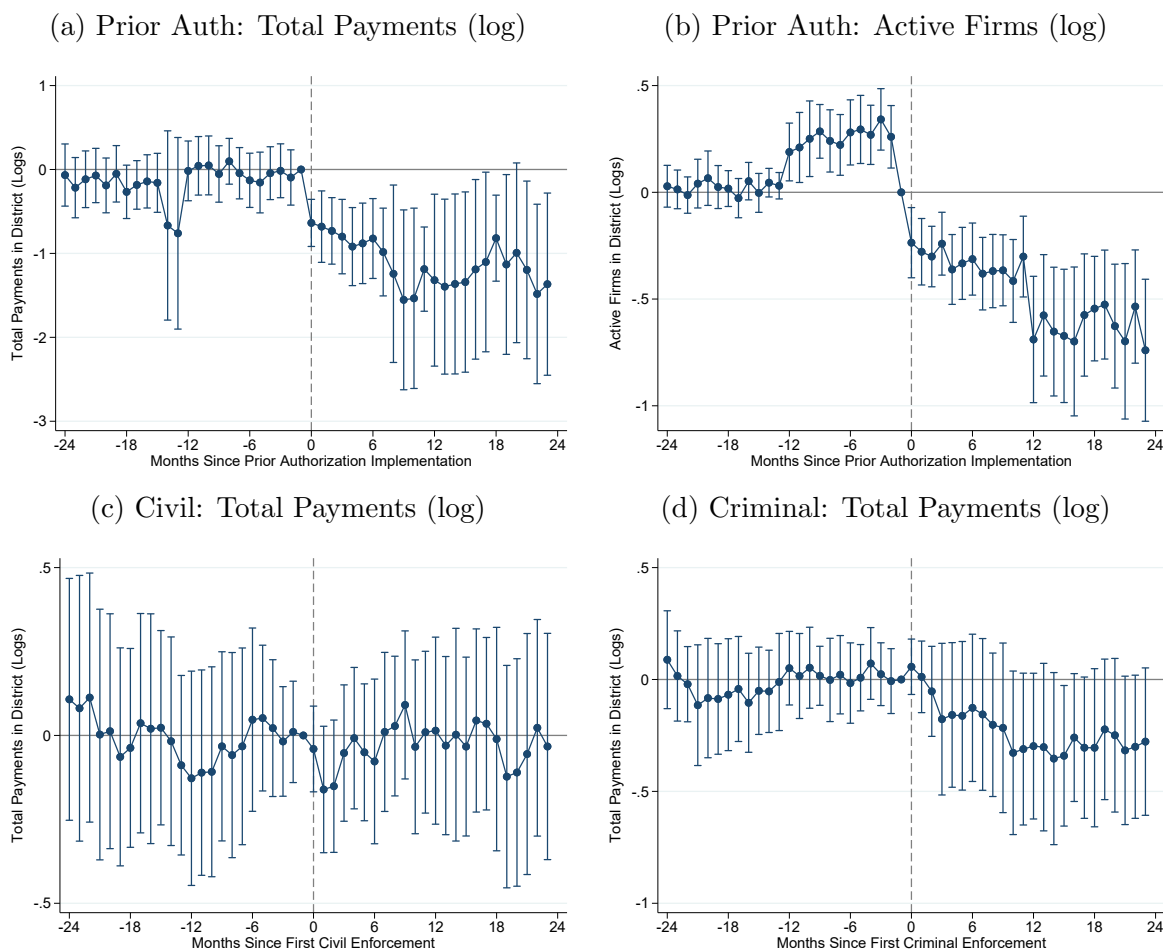 (a) Prior Auth: Total Payments (log)
(b) Prior Auth: Active Firms (log)
Total Payments in District (Logs)
1
0
-1
-2
-3
-24 -18 -12 -6 0 6 12 18 24
Months Since Prior Authorization Implementation
Active Firms in District (Logs)
.5
0
-.5
-1
-24 -18 -12 -6 0 6 12 18 24
Months Since Prior Authorization Implementation
(c) Civil: Total Payments (log)
(d) Criminal: Total Payments (log)
Total Payments in District (Logs)
.5
0
-.5
-24 -18 -12 -6 0 6 12 18 24
Months Since First Civil Enforcement
Total Payments in District (Logs)
.5
0
-.5
-1
-24 -18 -12 -6 0 6 12 18 24
Months Since First Criminal Enforcement